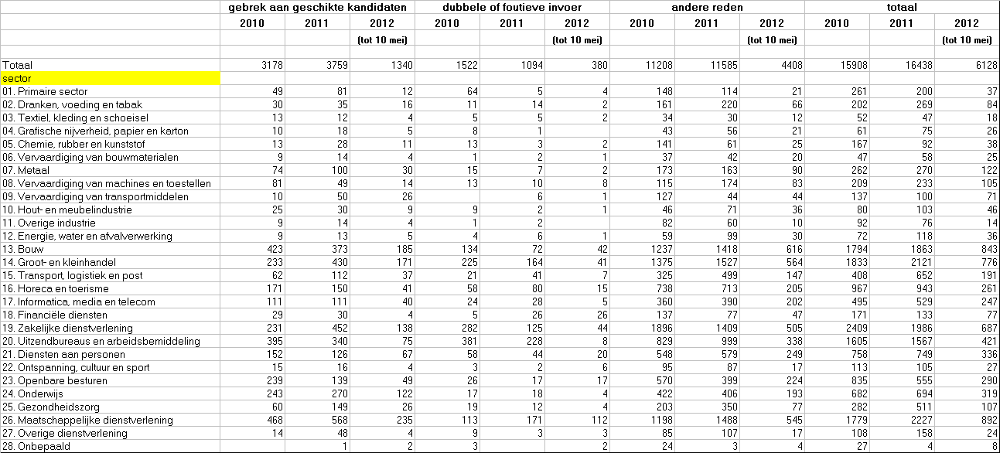 gebrek aan geschikte kandidaten dubbele of foutieve invoer andere reden totaal
2010 2011 2012 2010 2011 2012 2010 2011 2012 2010 2011 2012
(tot 10 mei) (tot 10 mei) (tot 10 mei) (tot 10 mei)
Totaal 3178 3759 1340 1522 1094 380 11208 11585 4408 15908 16438 6128
sector
01. Primaire sector 49 81 12 64 5 4 148 114 21 261 200 37
02. Dranken, voeding en tabak 30 35 16 11 14 2 161 220 66 202 269 84
03. Textiel, kleding en schoeisel 13 12 4 5 5 2 34 30 12 52 47 18
04. Grafische nijverheid, papier en karton 10 18 5 8 1 43 56 21 61 75 26
05. Chemie, rubber en kunststof 13 28 11 13 3 2 141 61 25 167 92 38
06. Vervaardiging van bouwmaterialen 9 14 4 1 2 1 37 42 20 47 58 25
07. Metaal 74 100 30 15 7 2 173 163 90 262 270 122
08. Vervaardiging van machines en toestellen 81 49 14 13 10 8 115 174 83 209 233 105
09. Vervaardiging van transportmiddelen 10 50 26 6 1 127 44 44 137 100 71
10. Hout- en meubelindustrie 25 30 9 9 2 1 46 71 36 80 103 46
11. Overige industrie 9 14 4 1 2 82 60 10 92 76 14
12. Energie, water en afvalverwerking 9 13 5 4 6 1 59 99 30 72 118 36
13. Bouw 423 373 185 134 72 42 1237 1418 616 1794 1863 843
14. Groot- en kleinhandel 233 430 171 225 164 41 1375 1527 564 1833 2121 776
15. Transport, logistiek en post 62 112 37 21 41 7 325 499 147 408 652 191
16. Horeca en toerisme 171 150 41 58 80 15 738 713 205 967 943 261
17. Informatica, media en telecom 111 111 40 24 28 5 360 390 202 495 529 247
18. Financiële diensten 29 30 4 5 26 26 137 77 47 171 133 77
19. Zakelijke dienstverlening 231 452 138 282 125 44 1896 1409 505 2409 1986 687
20. Uitzendbureaus en arbeidsbemiddeling 395 340 75 381 228 8 829 999 338 1605 1567 421
21. Diensten aan personen 152 126 67 58 44 20 548 579 249 758 749 336
22. Ontspanning, cultuur en sport 15 16 4 3 2 6 95 87 17 113 105 27
23. Openbare besturen 239 139 49 26 17 17 570 399 224 835 555 290
24. Onderwijs 243 270 122 17 18 4 422 406 193 682 694 319
25. Gezondheidszorg 60 149 26 19 12 4 203 350 77 282 511 107
26. Maatschappelijke dienstverlening 468 568 235 113 171 112 1198 1488 545 1779 2227 892
27. Overige dienstverlening 14 48 4 9 3 3 85 107 17 108 158 24
28. Onbepaald 1 2 3 2 24 3 4 27 4 8